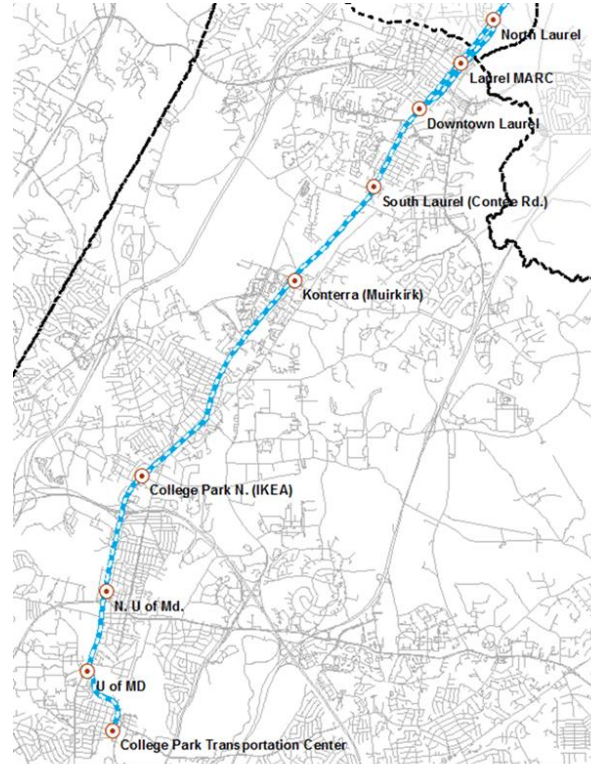 North Laurel
Laurel MARC
Downtown Laurel
South Laurel (Contee Rd.)
Konterra (Muirkirk)
College Park N. (IKEA)
N. U of Md.
U of MD
College Park Transportation Center